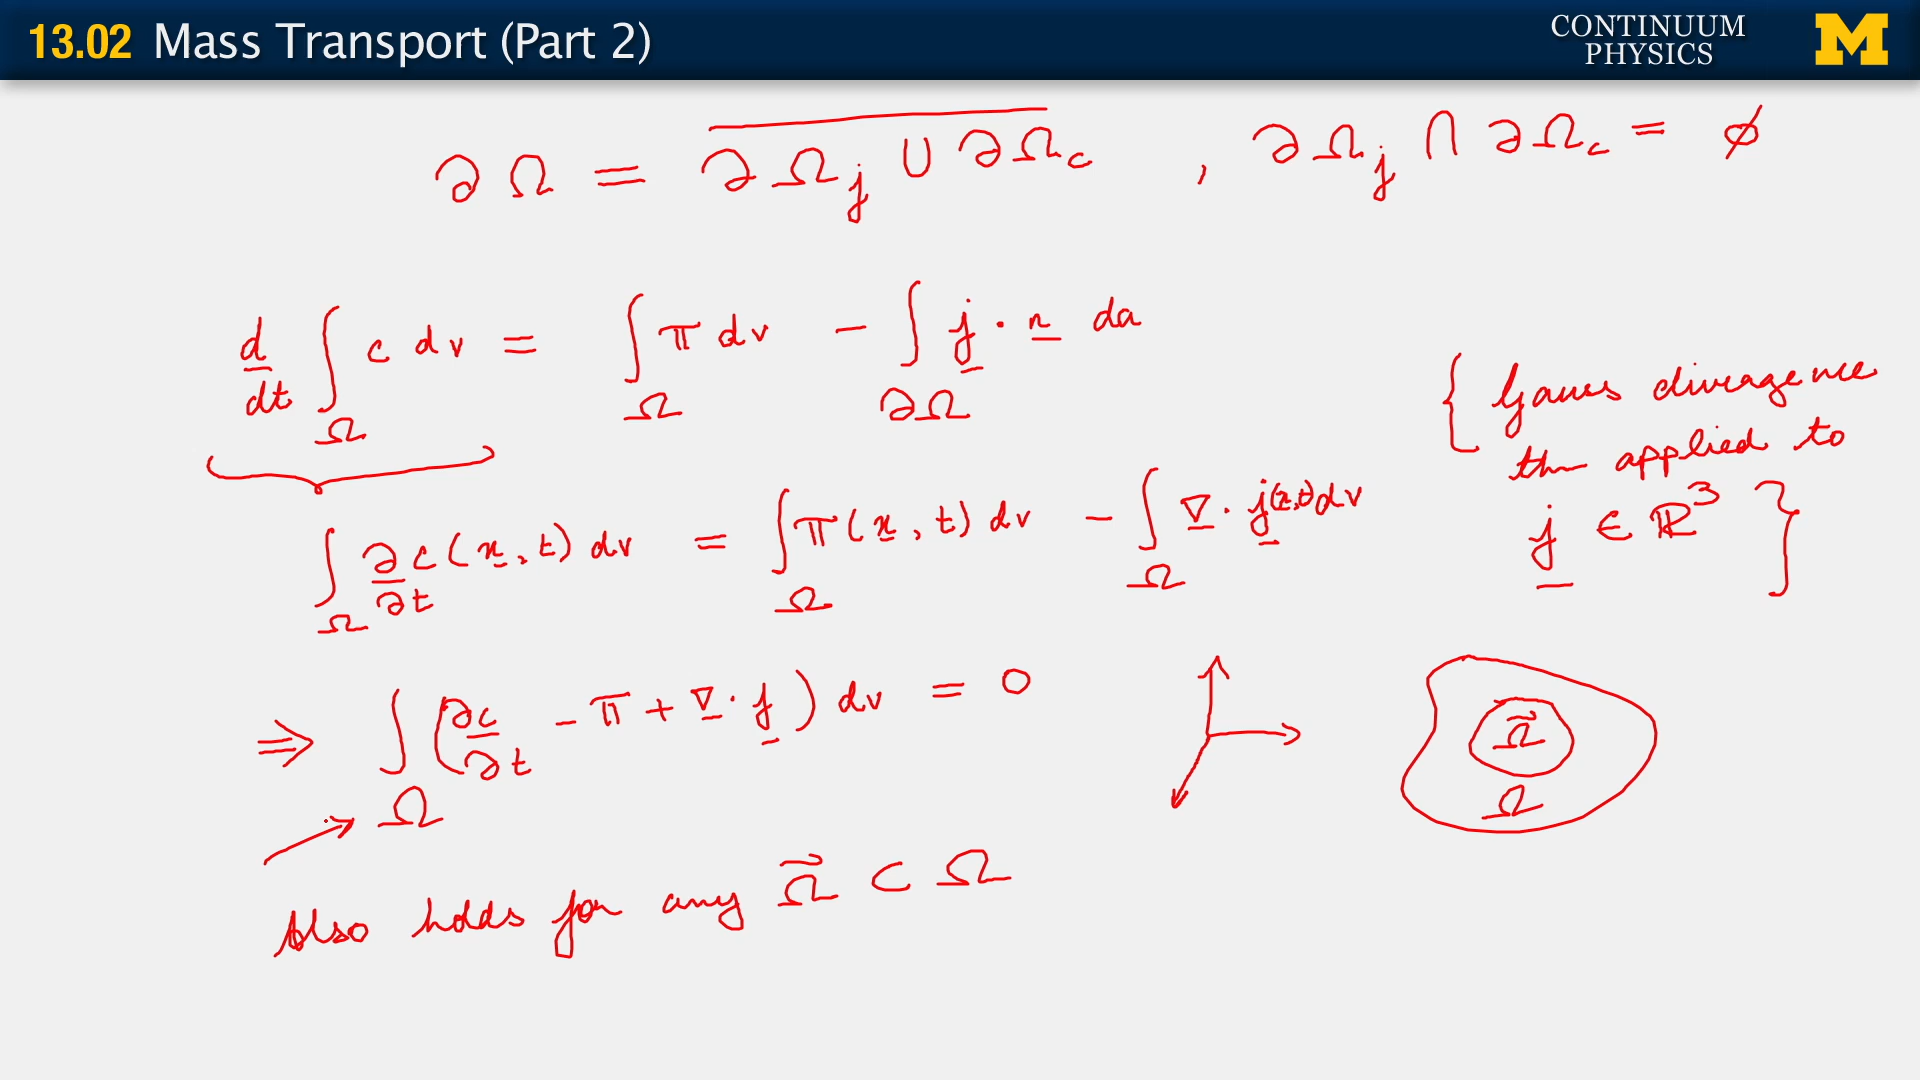 13.02 Mass Transport (Part 2)
CONTINUUM
PHYSICS
M
∂Ω = \overline{∂Ω_j ∪ ∂Ω_c} , ∂Ω_j ∩ ∂Ω_c = ∅
d/dt ∫_Ω c dv = ∫_Ω π dv - ∫_∂Ω j · n da
{ Gauss divergence
thm applied to
j ∈ ℝ³ }
∫_Ω ∂c/∂t (x, t) dv = ∫_Ω π(x, t) dv - ∫_Ω ∇ · j(x,t) dv
⇒ ∫_Ω (∂c/∂t - π + ∇ · j) dv = 0
Ω̃
Ω
Also holds for any Ω̃ ⊂ Ω